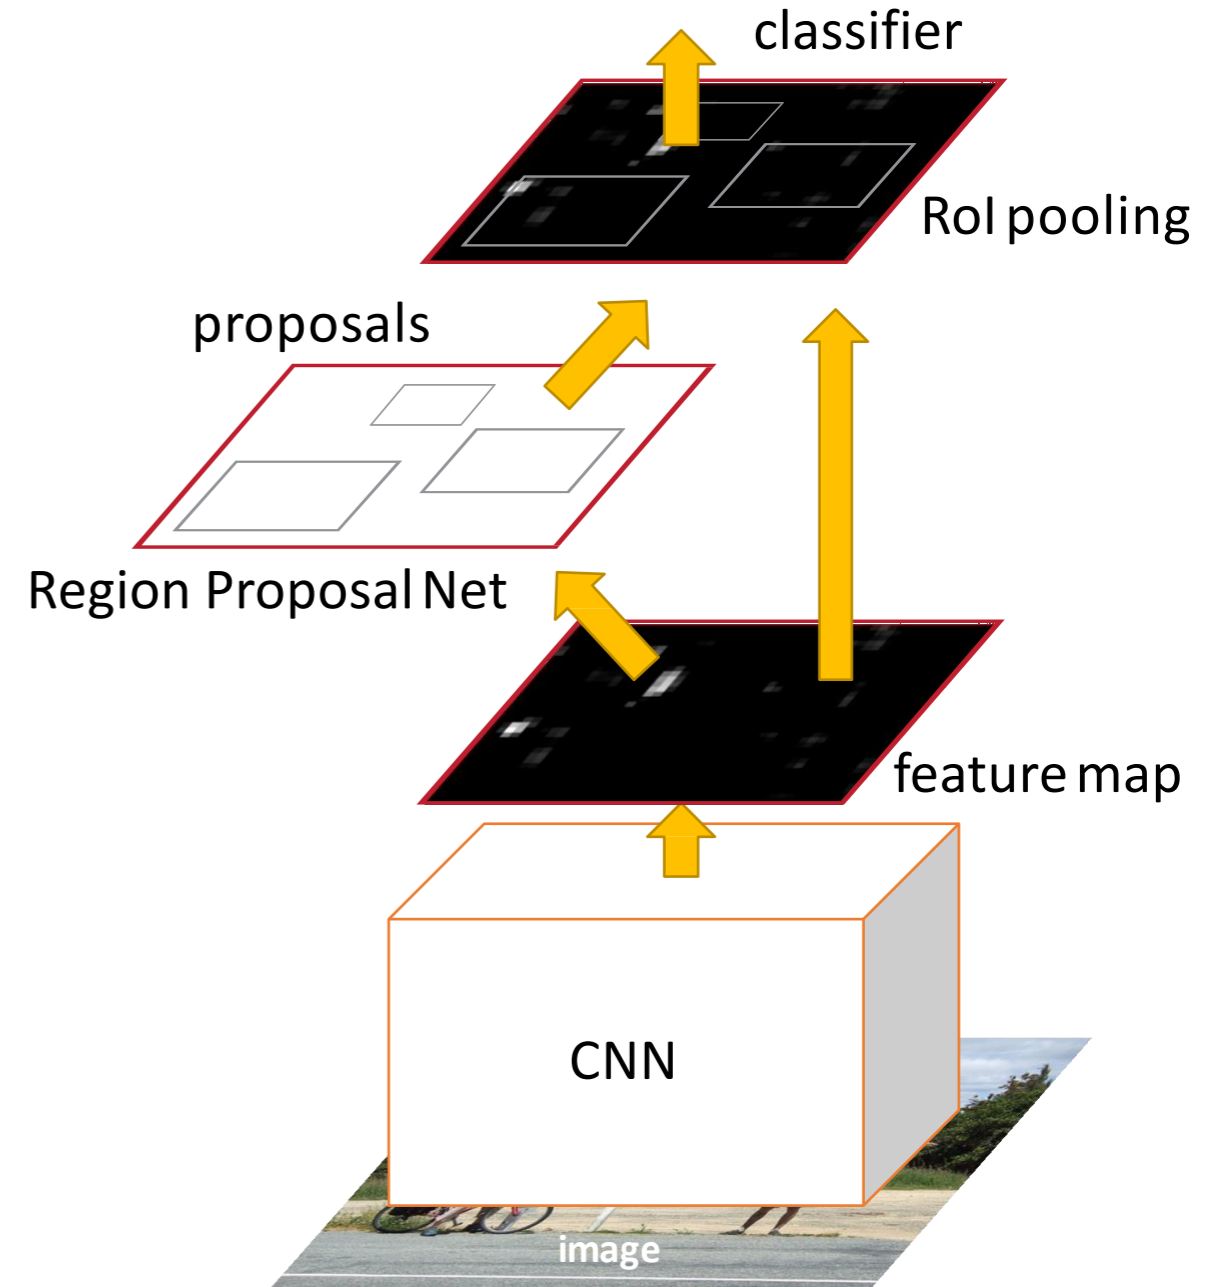 classifier
RoI pooling
proposals
Region Proposal Net
feature map
CNN
image